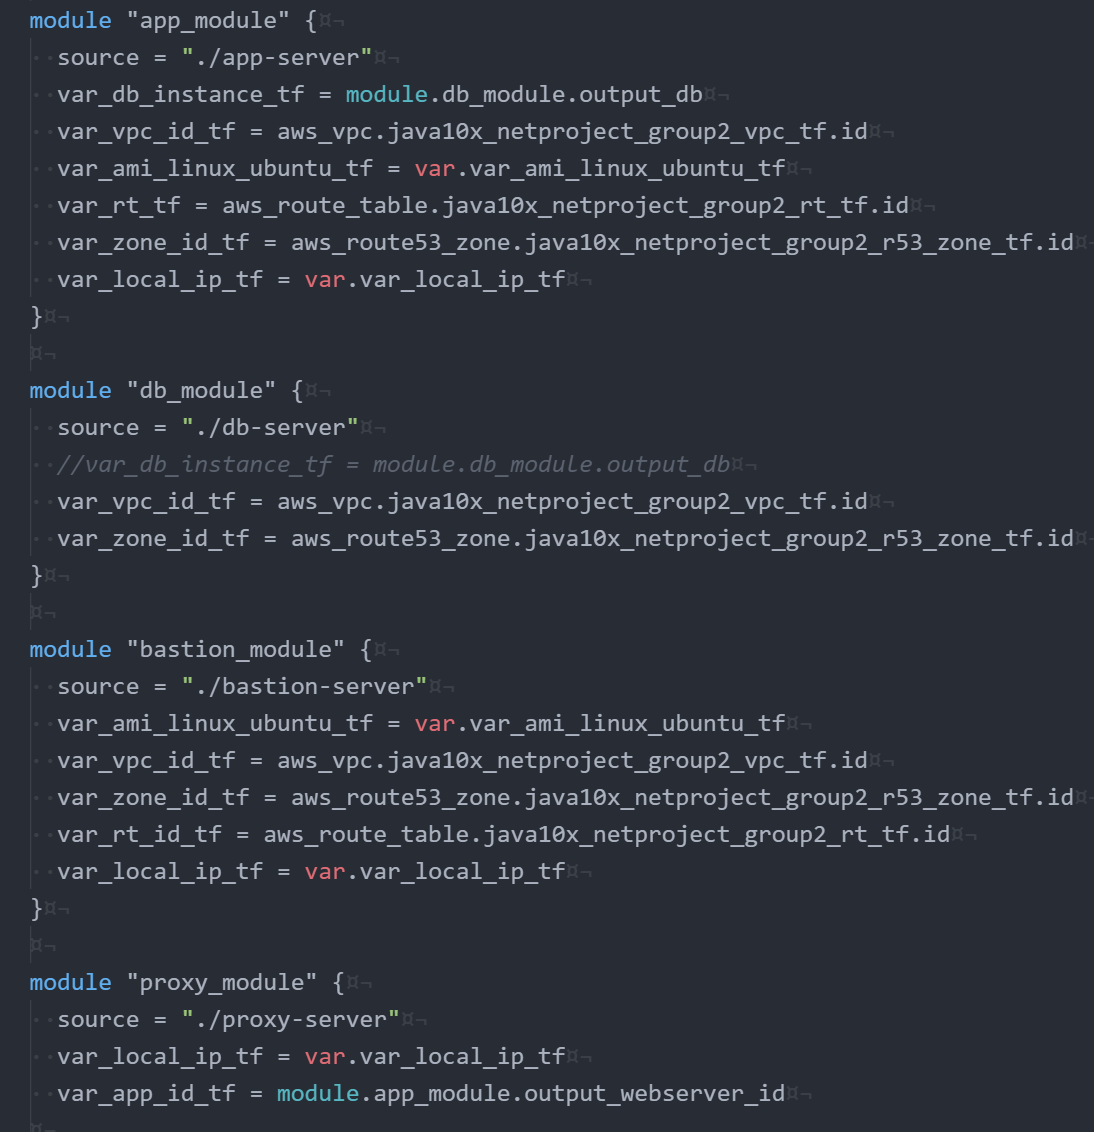 module "app_module" {
  source = "./app-server"
  var_db_instance_tf = module.db_module.output_db
  var_vpc_id_tf = aws_vpc.java10x_netproject_group2_vpc_tf.id
  var_ami_linux_ubuntu_tf = var.var_ami_linux_ubuntu_tf
  var_rt_tf = aws_route_table.java10x_netproject_group2_rt_tf.id
  var_zone_id_tf = aws_route53_zone.java10x_netproject_group2_r53_zone_tf.id
  var_local_ip_tf = var.var_local_ip_tf
}

module "db_module" {
  source = "./db-server"
  //var_db_instance_tf = module.db_module.output_db
  var_vpc_id_tf = aws_vpc.java10x_netproject_group2_vpc_tf.id
  var_zone_id_tf = aws_route53_zone.java10x_netproject_group2_r53_zone_tf.id
}

module "bastion_module" {
  source = "./bastion-server"
  var_ami_linux_ubuntu_tf = var.var_ami_linux_ubuntu_tf
  var_vpc_id_tf = aws_vpc.java10x_netproject_group2_vpc_tf.id
  var_zone_id_tf = aws_route53_zone.java10x_netproject_group2_r53_zone_tf.id
  var_rt_id_tf = aws_route_table.java10x_netproject_group2_rt_tf.id
  var_local_ip_tf = var.var_local_ip_tf
}

module "proxy_module" {
  source = "./proxy-server"
  var_local_ip_tf = var.var_local_ip_tf
  var_app_id_tf = module.app_module.output_webserver_id